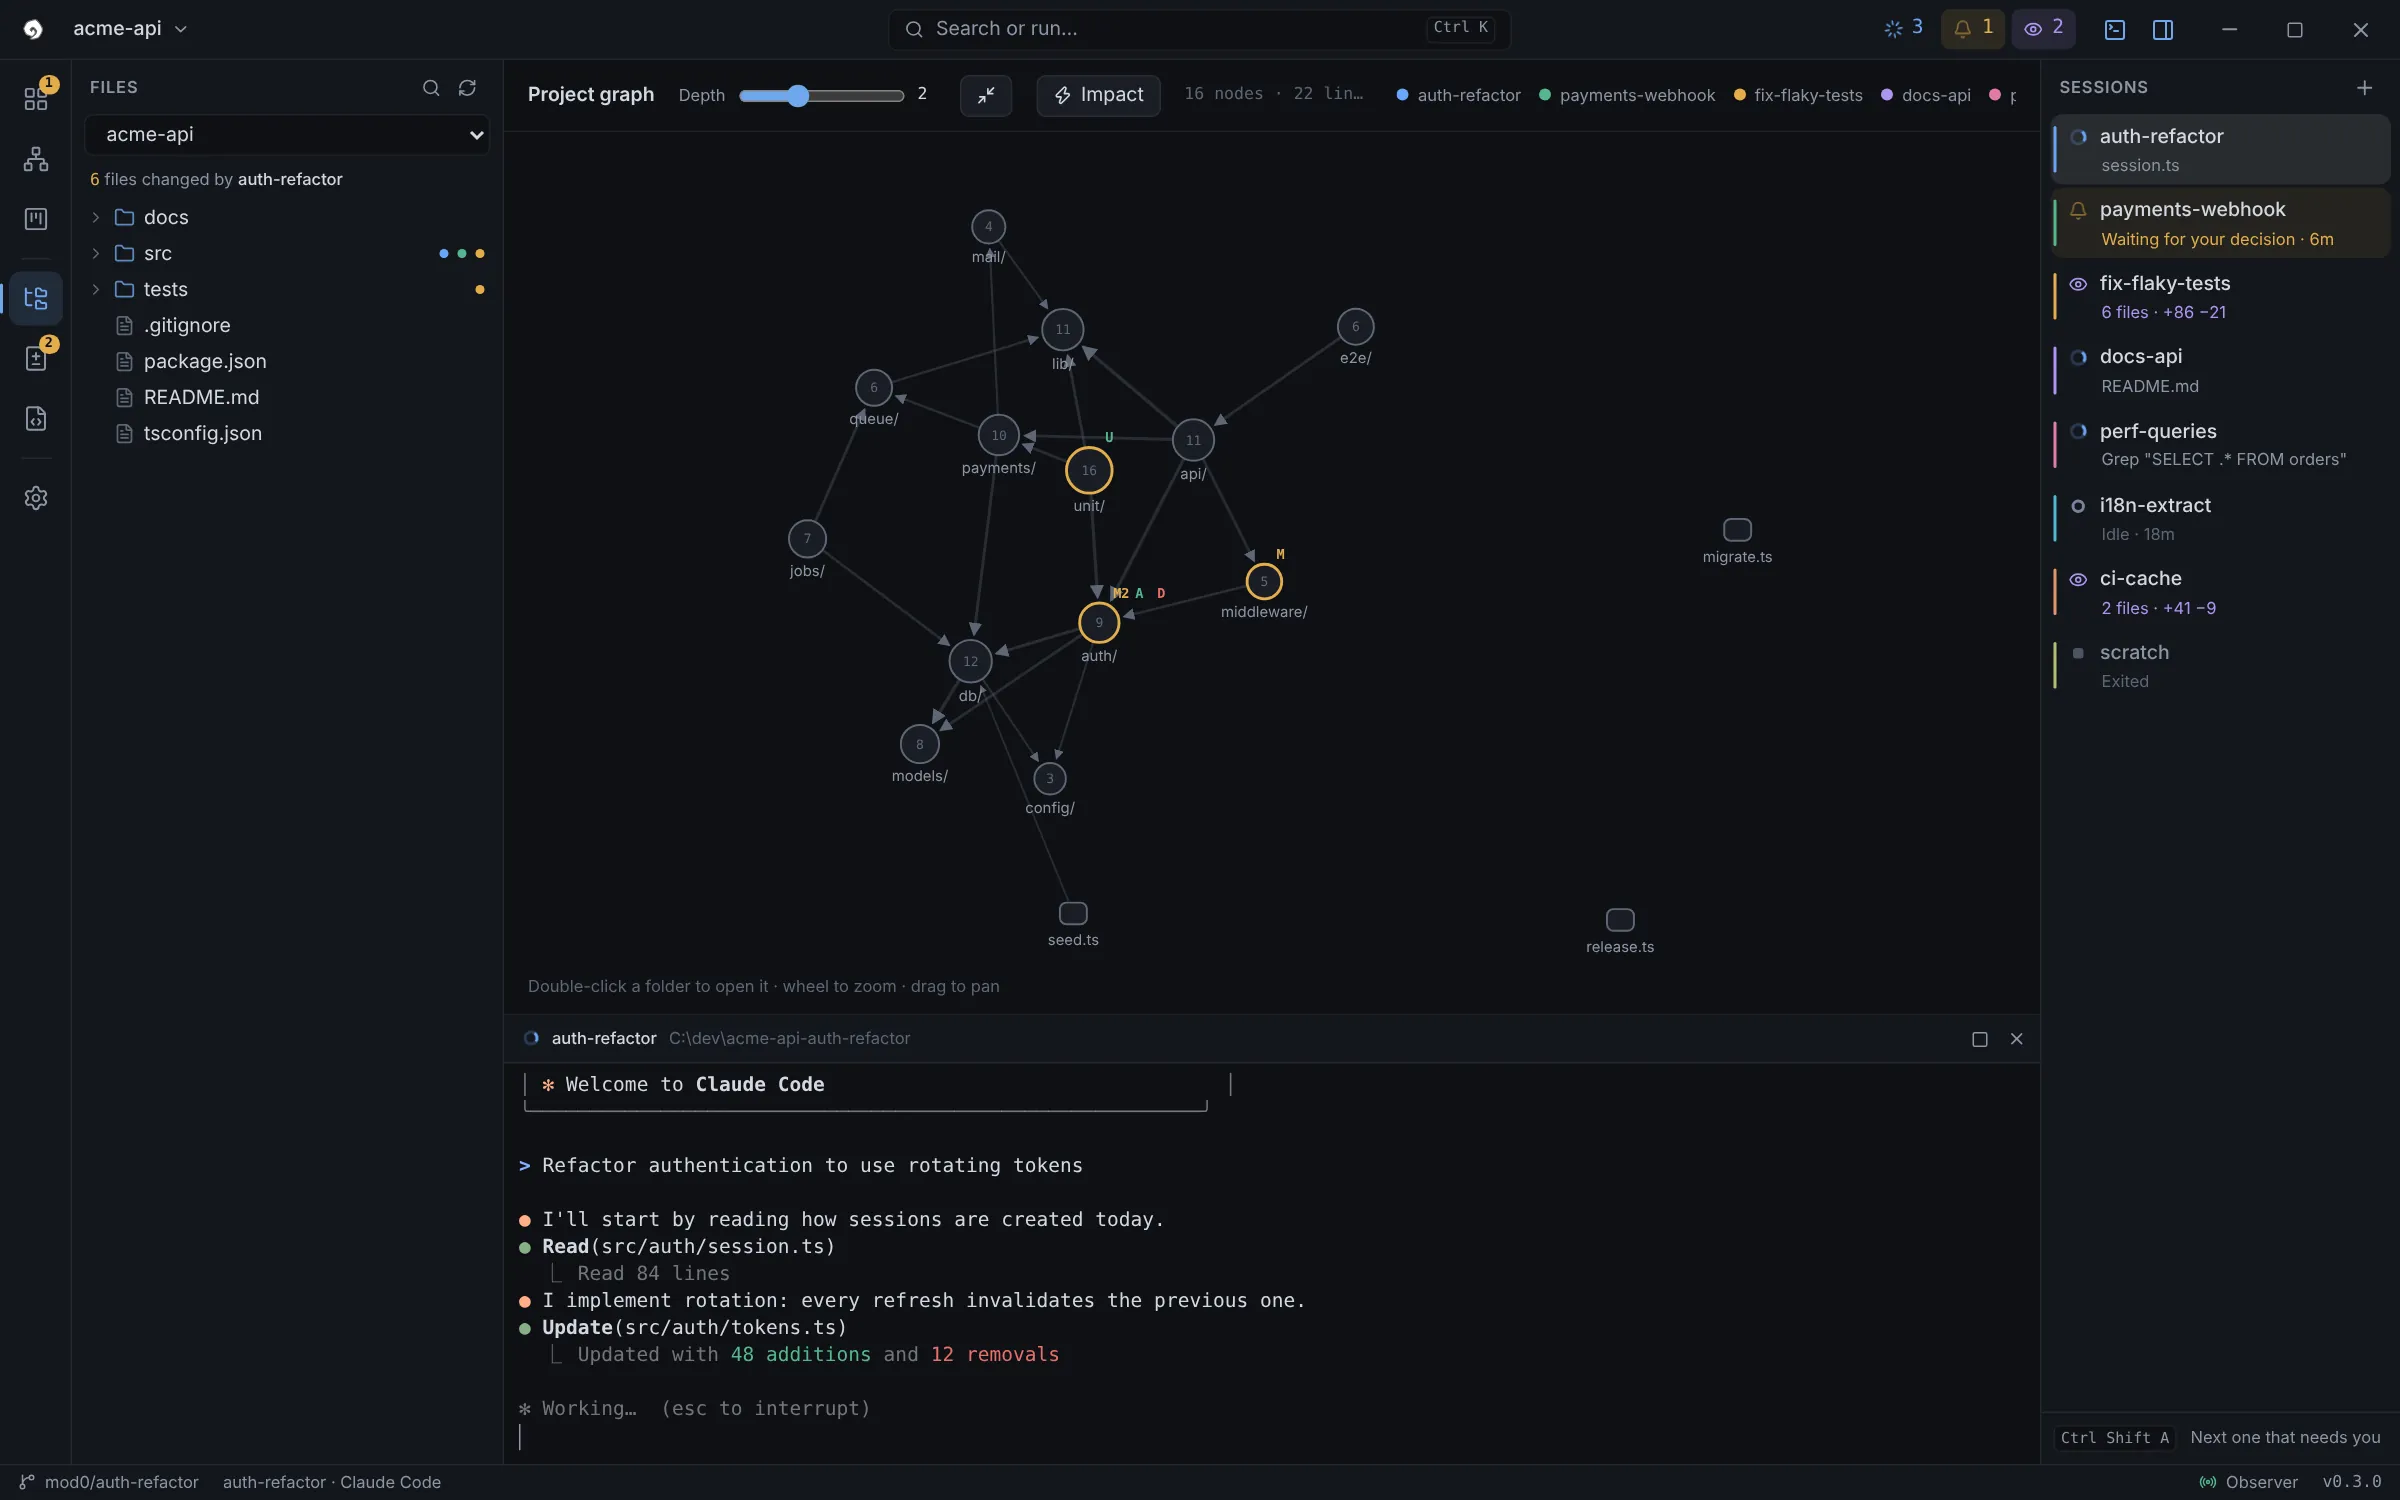 acme-api
Search or run...
Ctrl K
3
1
2
1
2
FILES
acme-api
6 files changed by auth-refactor
docs
src
tests
.gitignore
package.json
README.md
tsconfig.json
Project graph
Depth
2
Impact
16 nodes · 22 lin…
auth-refactor
payments-webhook
fix-flaky-tests
docs-api
4
mail/
11
lib/
6
e2e/
6
queue/
10
payments/
U
16
unit/
11
api/
7
jobs/
M
5
middleware/
M2 A D
9
auth/
12
db/
8
models/
3
config/
migrate.ts
seed.ts
release.ts
Double-click a folder to open it · wheel to zoom · drag to pan
auth-refactor C:\dev\acme-api-auth-refactor
✻ Welcome to Claude Code
> Refactor authentication to use rotating tokens
● I'll start by reading how sessions are created today.
● Read(src/auth/session.ts)
⎿ Read 84 lines
● I implement rotation: every refresh invalidates the previous one.
● Update(src/auth/tokens.ts)
⎿ Updated with 48 additions and 12 removals
✻ Working… (esc to interrupt)
SESSIONS
auth-refactor
session.ts
payments-webhook
Waiting for your decision · 6m
fix-flaky-tests
6 files · +86 −21
docs-api
README.md
perf-queries
Grep "SELECT .* FROM orders"
i18n-extract
Idle · 18m
ci-cache
2 files · +41 −9
scratch
Exited
Ctrl Shift A Next one that needs you
mod0/auth-refactor
auth-refactor · Claude Code
Observer
v0.3.0